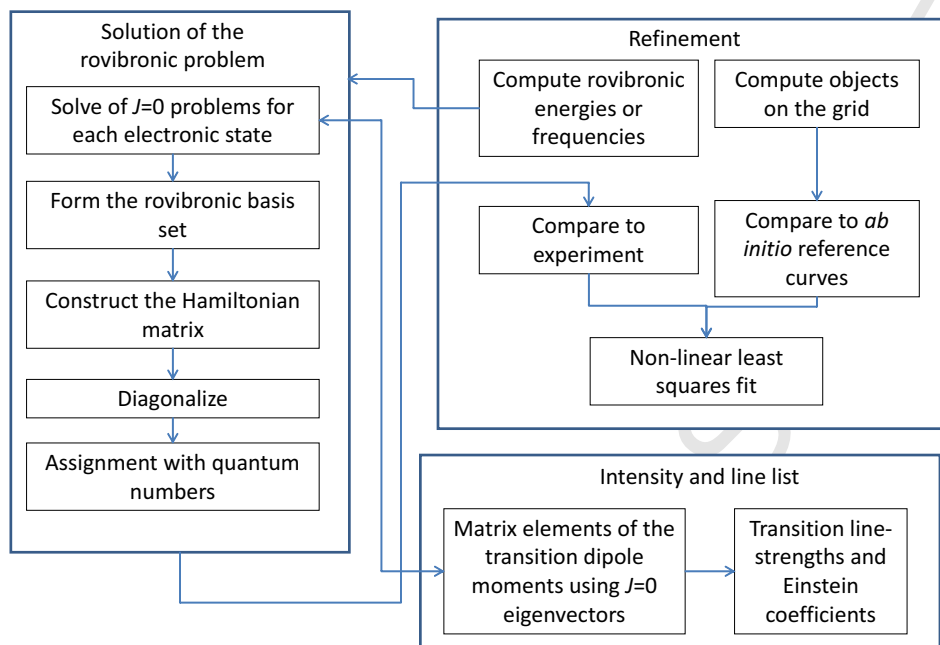 Solution of the
rovibronic problem
Solve of J=0 problems for
each electronic state
Form the rovibronic basis
set
Construct the Hamiltonian
matrix
Diagonalize
Assignment with quantum
numbers
Refinement
Compute rovibronic
energies or
frequencies
Compute objects
on the grid
Compare to
experiment
Compare to ab
initio reference
curves
Non-linear least
squares fit
Intensity and line list
Matrix elements of the
transition dipole
moments using J=0
eigenvectors
Transition line-
strengths and
Einstein
coefficients